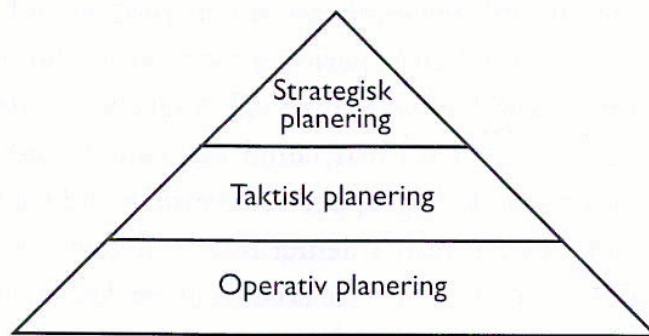 Strategisk
planering
Taktisk planering
Operativ planering